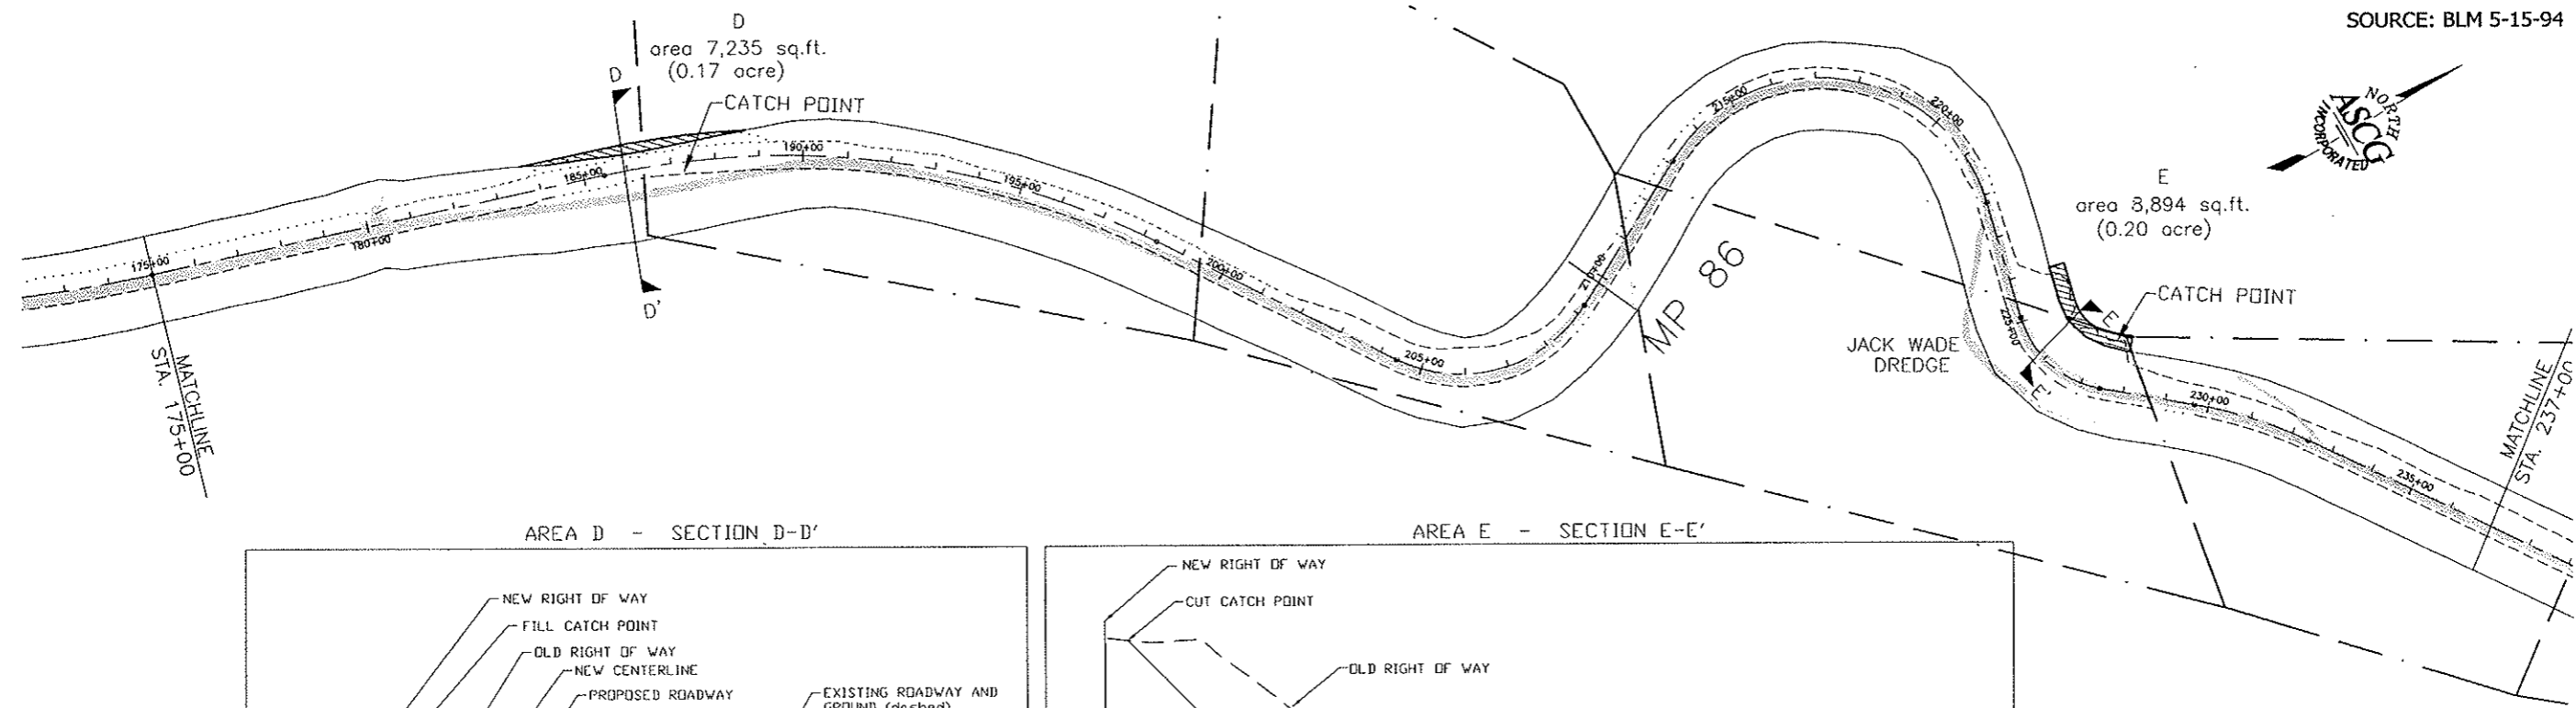 SOURCE: BLM 5-15-94
D
area 7,235 sq.ft.
(0.17 acre)
D
CATCH POINT
D'
NORTH
ASCG
INCORPORATED
E
area 8,894 sq.ft.
(0.20 acre)
CATCH POINT
E
E'
JACK WADE
DREDGE
MP 86
175+00
180+00
185+00
190+00
195+00
200+00
205+00
210+00
215+00
220+00
225+00
230+00
235+00
MATCHLINE
STA. 175+00
MATCHLINE
STA. 237+00
AREA D - SECTION D-D'
NEW RIGHT OF WAY
FILL CATCH POINT
OLD RIGHT OF WAY
NEW CENTERLINE
PROPOSED ROADWAY
EXISTING ROADWAY AND
GROUND (dashed)
AREA E - SECTION E-E'
NEW RIGHT OF WAY
CUT CATCH POINT
OLD RIGHT OF WAY